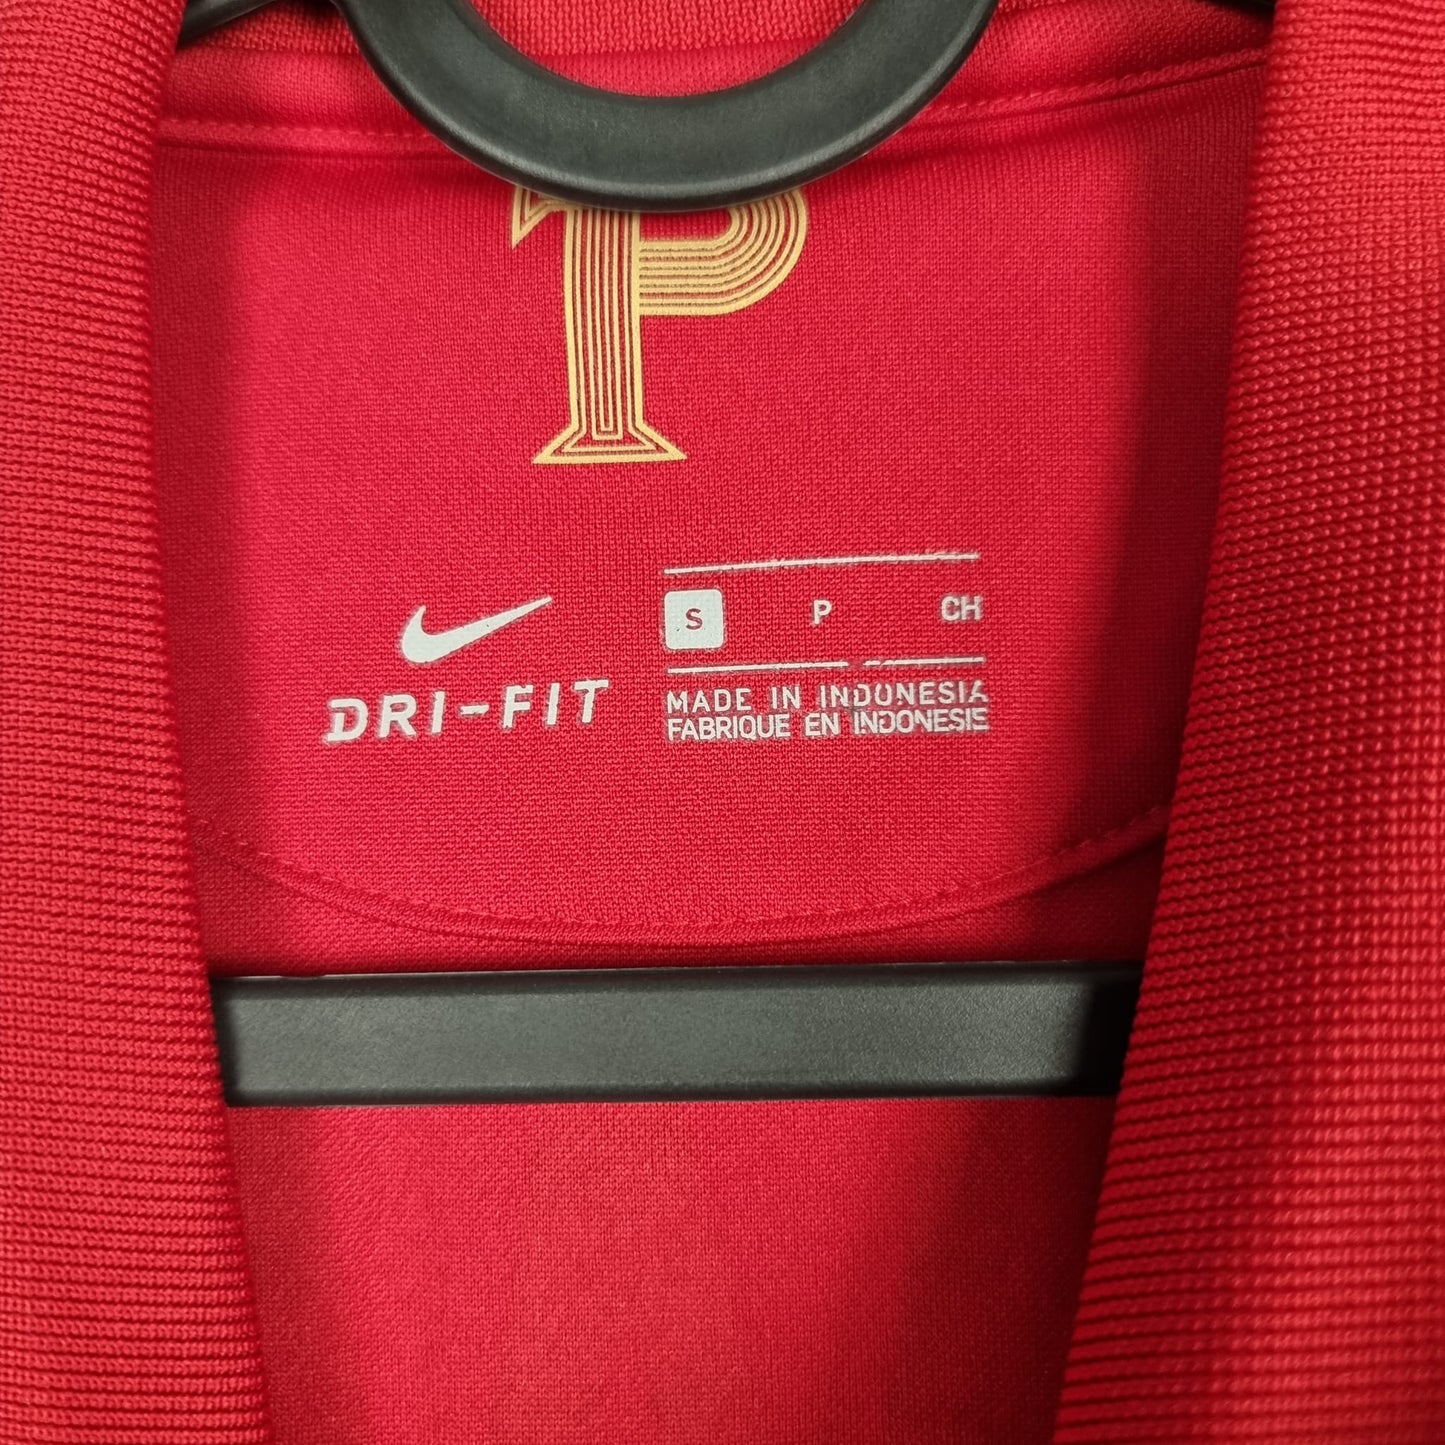 P
S P CH
DRI-FIT
MADE IN INDONESIA
FABRIQUE EN INDONESIE